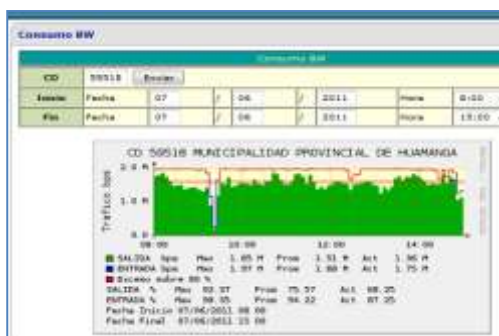 Consumo BW
Consumo BW
CD 59518 Enviar
Inicio Fecha 07 / 06 / 2011 Hora 8:00
Fin Fecha 07 / 06 / 2011 Hora 15:00
CD 59518 MUNICIPALIDAD PROVINCIAL DE HUAMANGA
Trafico bps
2.0 M
1.0 M
0.0
08:00 10:00 12:00 14:00
SALIDA bps Max 1.85 M Prom 1.51 M Act 1.36 M
ENTRADA bps Max 1.97 M Prom 1.88 M Act 1.75 M
Exceso sobre 80 %
SALIDA % Max 92.37 Prom 75.57 Act 68.25
ENTRADA % Max 98.55 Prom 94.22 Act 87.25
Fecha Inicio 07/06/2011 08 00
Fecha Final 07/06/2011 15 00